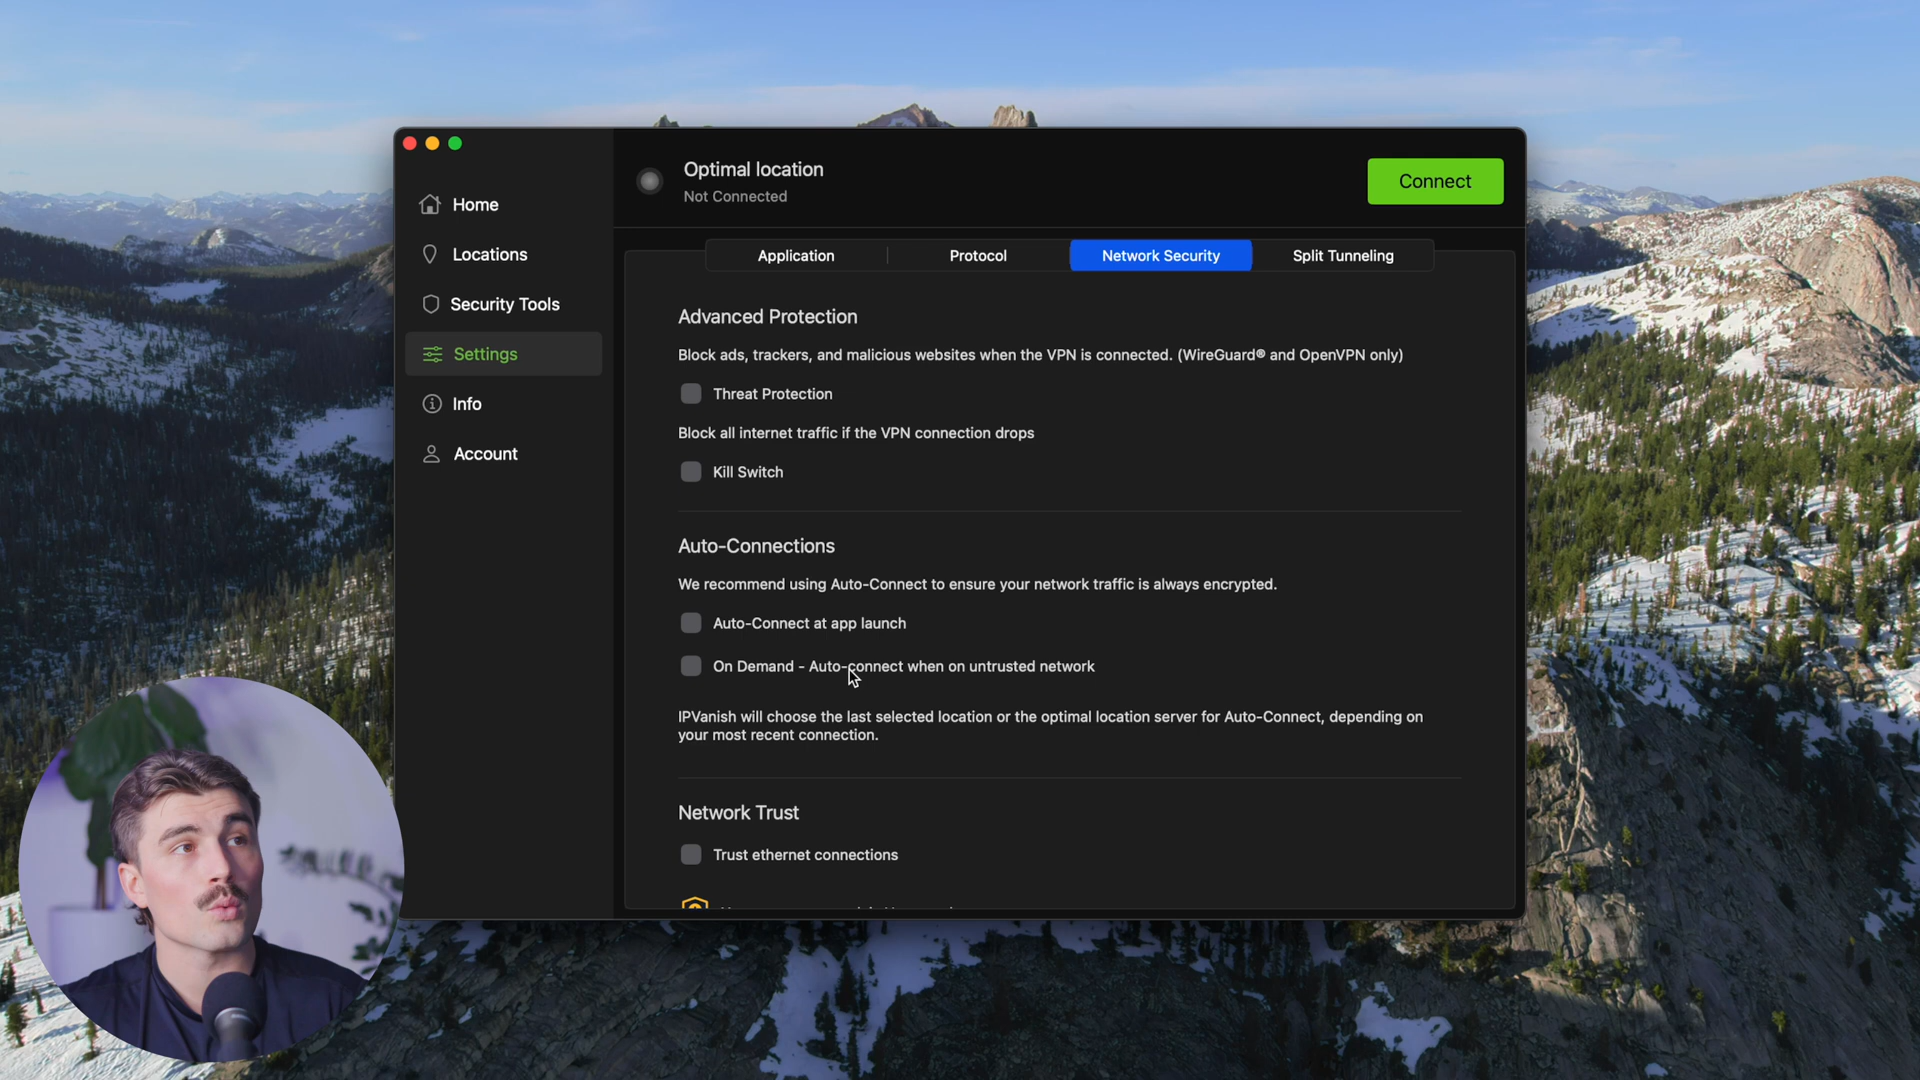 Optimal location
Not Connected
Connect
Home
Locations
Security Tools
Settings
Info
Account
Application
Protocol
Network Security
Split Tunneling
Advanced Protection
Block ads, trackers, and malicious websites when the VPN is connected. (WireGuard® and OpenVPN only)
Threat Protection
Block all internet traffic if the VPN connection drops
Kill Switch
Auto-Connections
We recommend using Auto-Connect to ensure your network traffic is always encrypted.
Auto-Connect at app launch
On Demand - Auto-connect when on untrusted network
IPVanish will choose the last selected location or the optimal location server for Auto-Connect, depending on
your most recent connection.
Network Trust
Trust ethernet connections